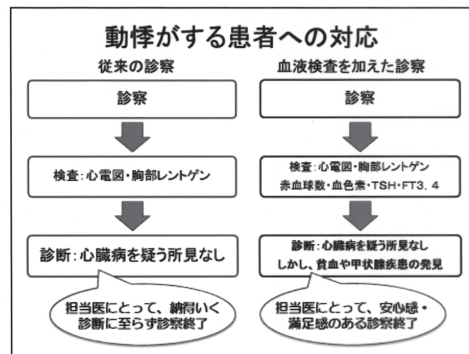 動悸がする患者への対応
従来の診察
診察
検査:心電図・胸部レントゲン
診断:心臓病を疑う所見なし
担当医にとって、納得いく
診断に至らず診察終了
血液検査を加えた診察
診察
検査:心電図・胸部レントゲン
赤血球数・血色素・TSH・FT3,4
診断:心臓病を疑う所見なし
しかし、貧血や甲状腺疾患の発見
担当医にとって、安心感・
満足感のある診察終了